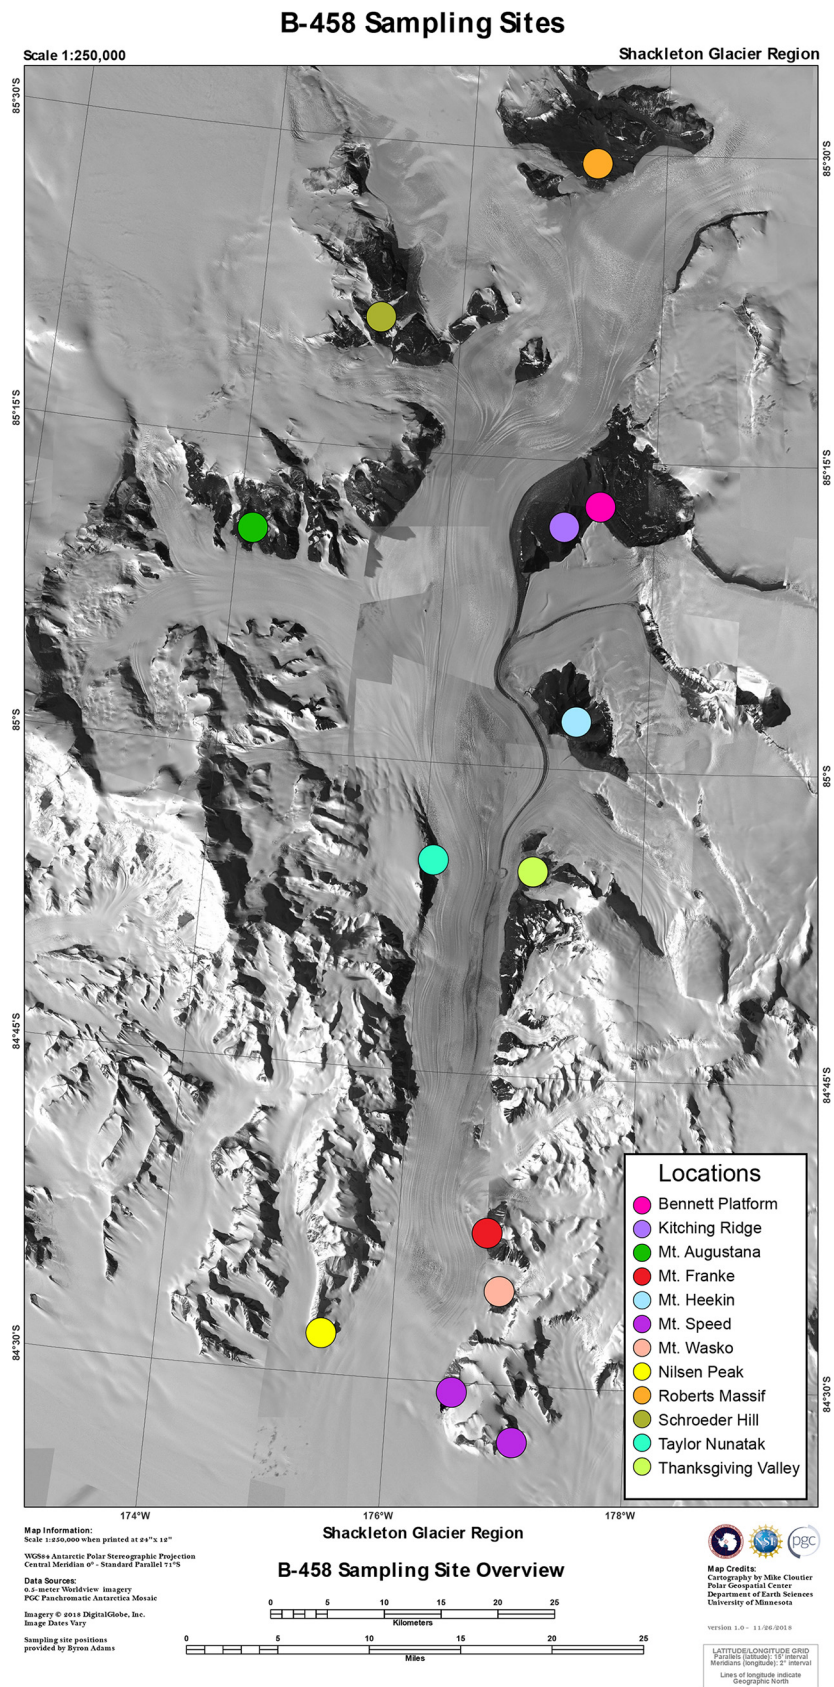 B-458 Sampling Sites
Scale 1:250,000
Shackleton Glacier Region
85°30'S
85°30'S
85°15'S
85°15'S
85°S
85°S
84°45'S
84°45'S
84°30'S
84°30'S
Locations
Bennett Platform
Kitching Ridge
Mt. Augustana
Mt. Franke
Mt. Heekin
Mt. Speed
Mt. Wasko
Nilsen Peak
Roberts Massif
Schroeder Hill
Taylor Nunatak
Thanksgiving Valley
174°W
176°W
178°W
Map Information:
Scale 1:250,000 when printed at 24"x 12"
WGS84 Antarctic Polar Stereographic Projection
Central Meridian 0° - Standard Parallel 71°S
Data Sources:
0.5-meter Worldview imagery
PGC Panchromatic Antarctica Mosaic
Imagery © 2018 DigitalGlobe, Inc.
Image Dates Vary
Sampling site positions
provided by Byron Adams
Shackleton Glacier Region
B-458 Sampling Site Overview
0 5 10 15 20 25
Kilometers
0 5 10 15 20 25
Miles
NSF
pgc
Map Credits:
Cartography by Mike Cloutier
Polar Geospatial Center
Department of Earth Sciences
University of Minnesota
version 1.0 - 11/26/2018
LATITUDE/LONGITUDE GRID
Parallels (latitude): 15' interval
Meridians (longitude): 2° interval
Lines of longitude indicate
Geographic North